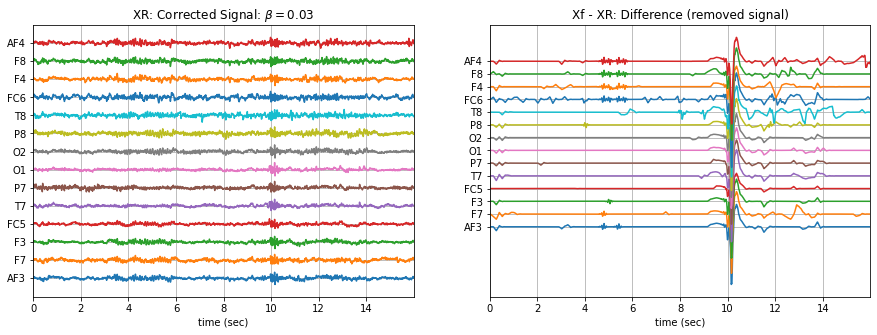 XR: Corrected Signal: β = 0.03
AF4
F8
F4
FC6
T8
P8
O2
O1
P7
T7
FC5
F3
F7
AF3
0 2 4 6 8 10 12 14
time (sec)
Xf - XR: Difference (removed signal)
AF4
F8
F4
FC6
T8
P8
O2
O1
P7
T7
FC5
F3
F7
AF3
0 2 4 6 8 10 12 14
time (sec)